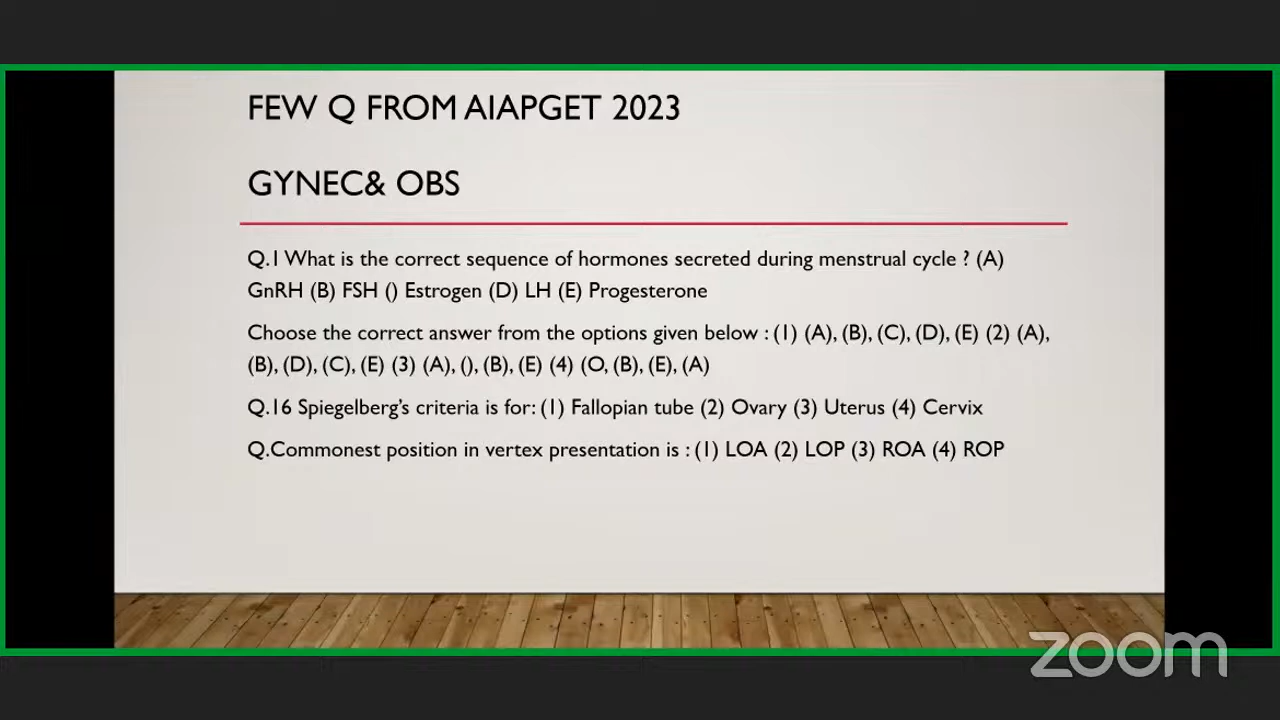 FEW Q FROM AIAPGET 2023
GYNEC& OBS
Q.1 What is the correct sequence of hormones secreted during menstrual cycle ? (A)
GnRH (B) FSH () Estrogen (D) LH (E) Progesterone
Choose the correct answer from the options given below : (1) (A), (B), (C), (D), (E) (2) (A),
(B), (D), (C), (E) (3) (A), (), (B), (E) (4) (O, (B), (E), (A)
Q.16 Spiegelberg's criteria is for: (1) Fallopian tube (2) Ovary (3) Uterus (4) Cervix
Q.Commonest position in vertex presentation is : (1) LOA (2) LOP (3) ROA (4) ROP
zoom